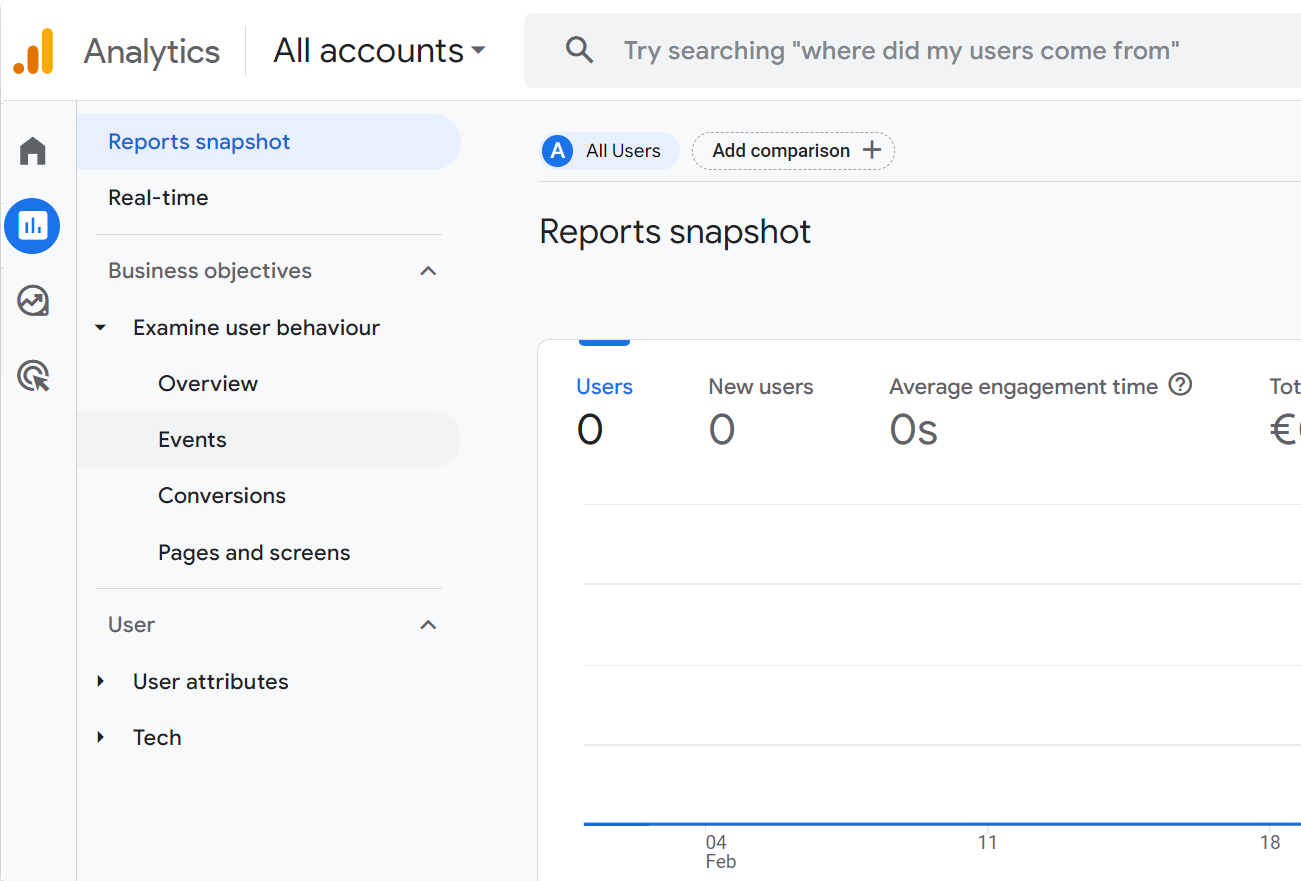 Analytics
All accounts
Try searching "where did my users come from"
Reports snapshot
Real-time
Business objectives
Examine user behaviour
Overview
Events
Conversions
Pages and screens
User
User attributes
Tech
A All Users
Add comparison
Reports snapshot
Users
0
New users
0
Average engagement time
0s
Tot
€
04
Feb
11
18